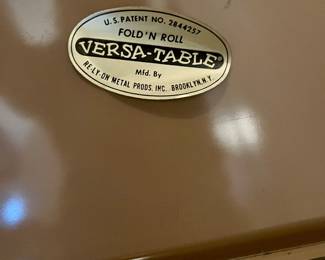 U.S. PATENT NO. 2844257
FOLD 'N ROLL
VERSA-TABLE®
Mfd. By
RE-LY-ON METAL PRODS. INC. BROOKLYN, N.Y.